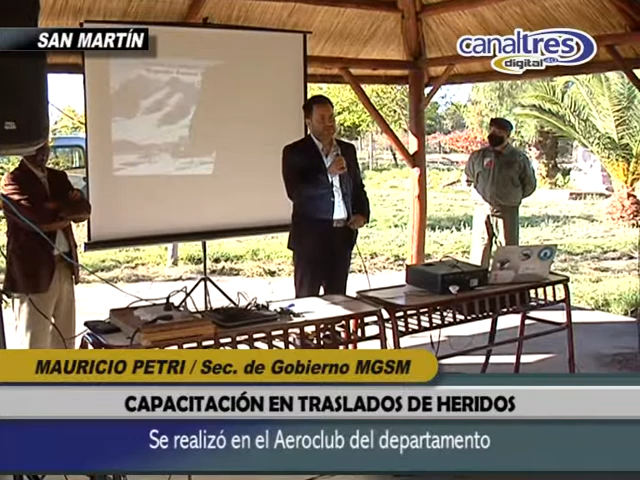 SAN MARTÍN
canaltres
digital
MAURICIO PETRI / Sec. de Gobierno MGSM
CAPACITACIÓN EN TRASLADOS DE HERIDOS
Se realizó en el Aeroclub del departamento